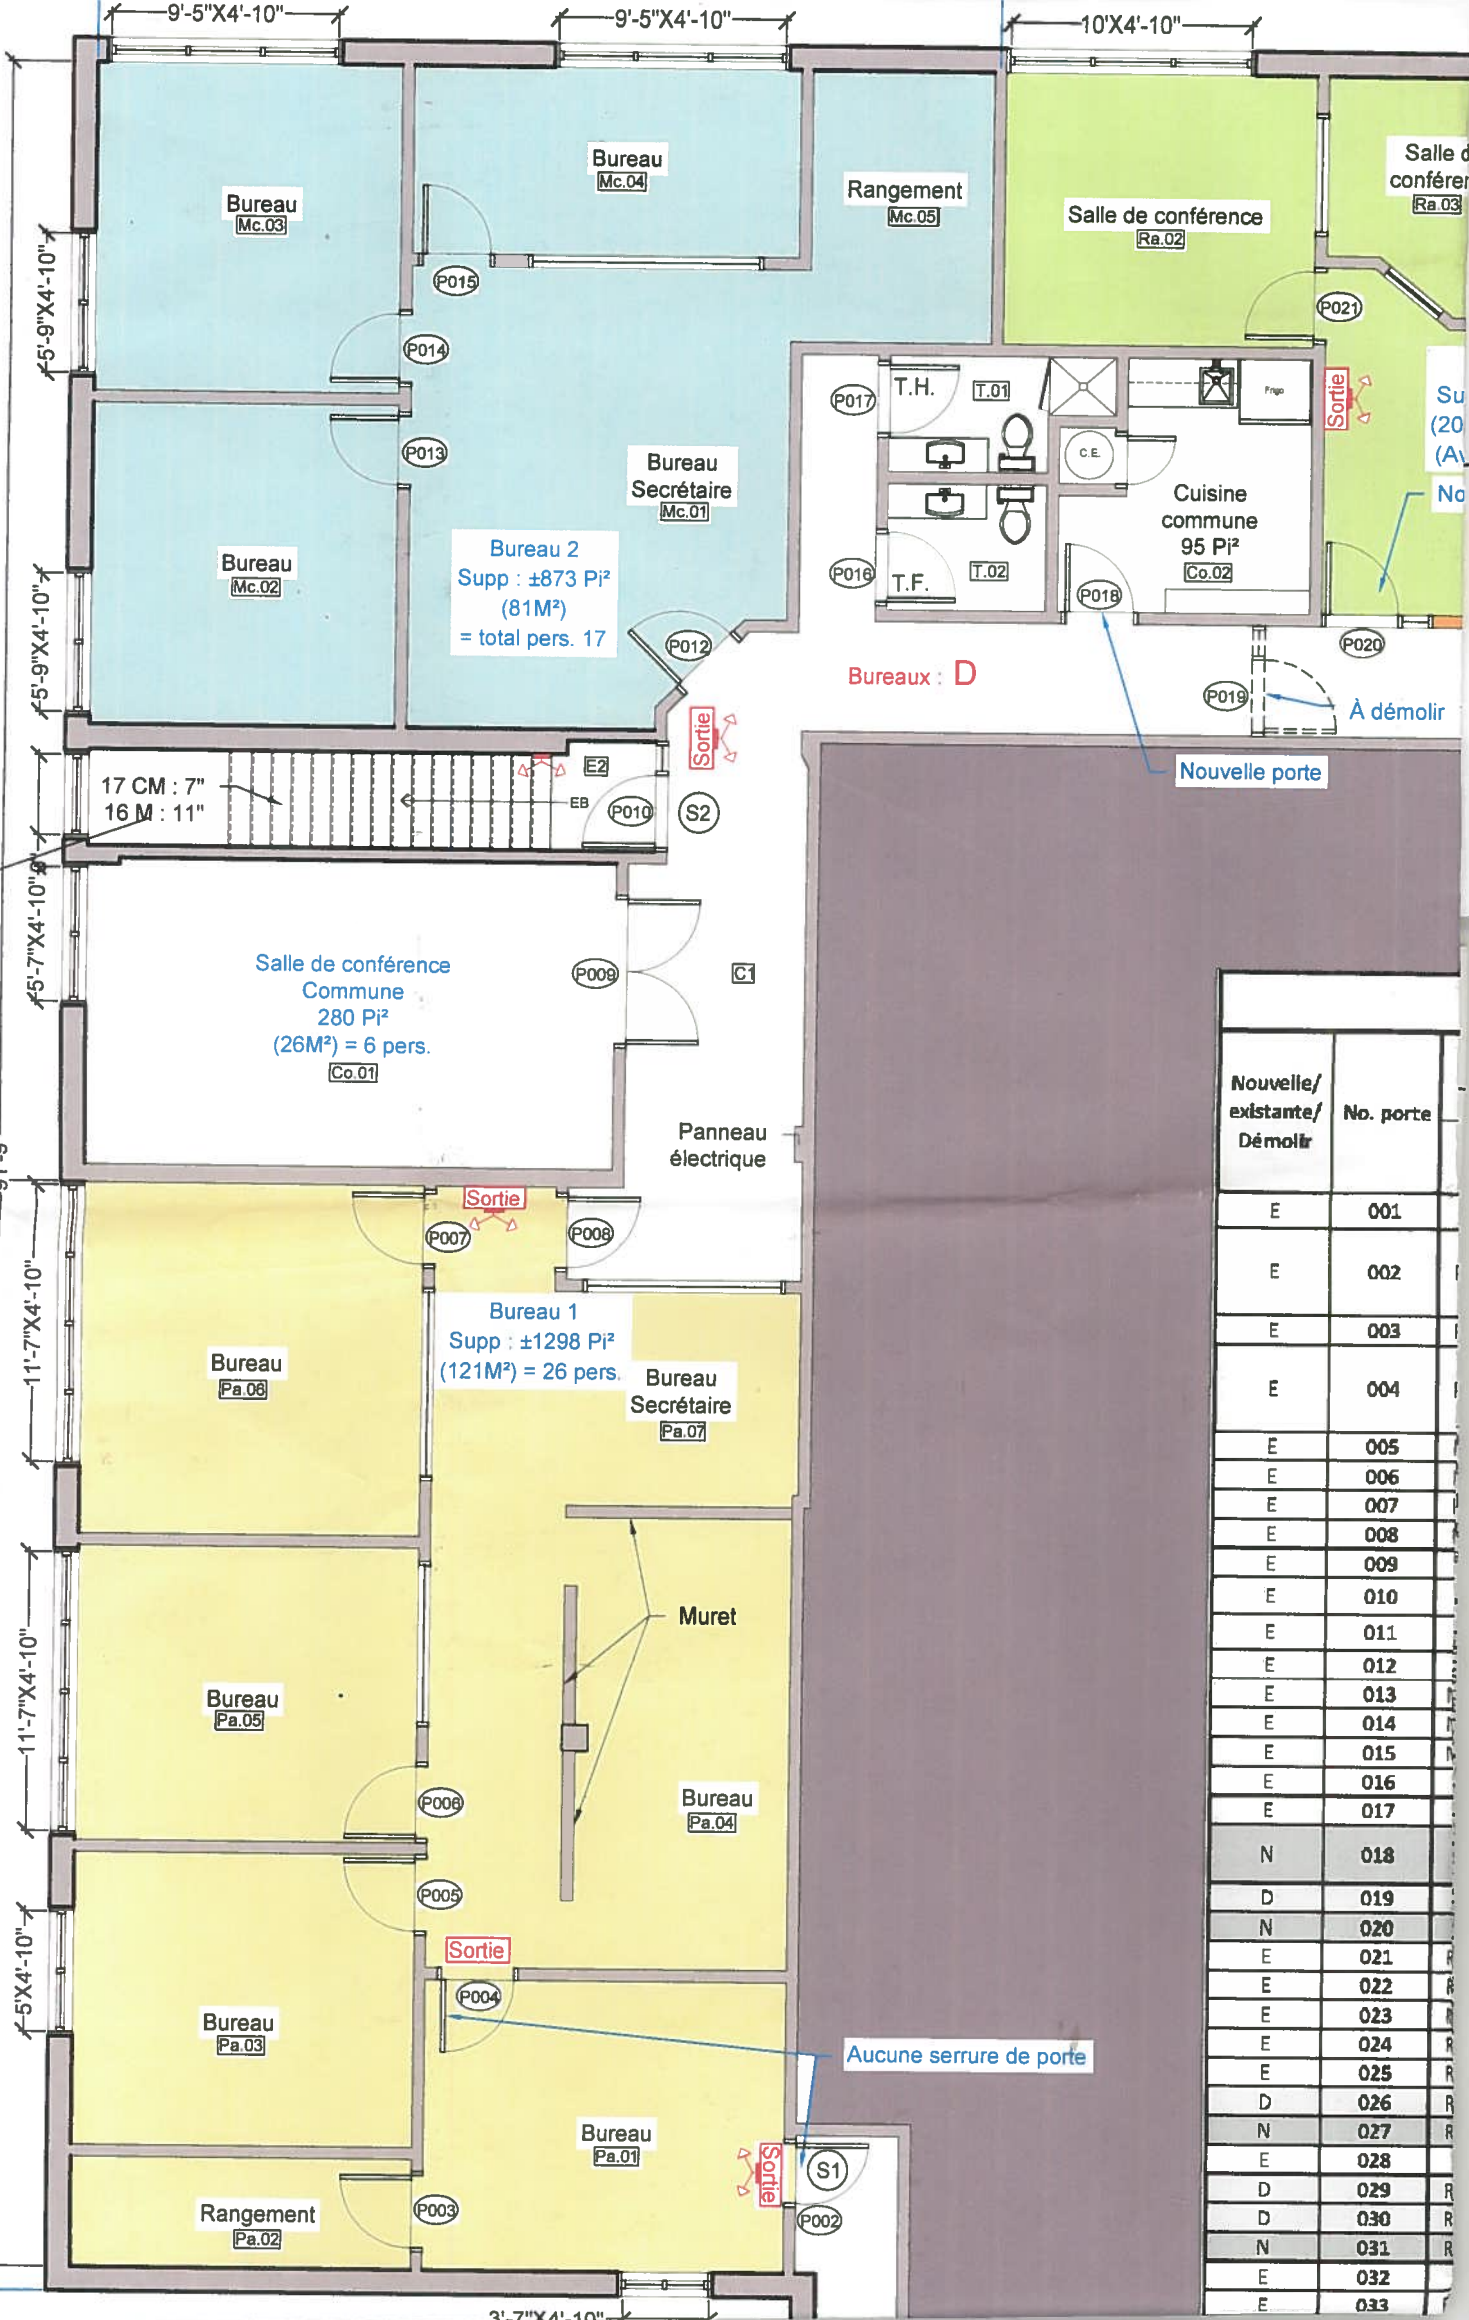 9'-5"X4'-10"
9'-5"X4'-10"
10'X4'-10"
Bureau
Mc.03
Bureau
Mc.04
Rangement
Mc.05
Salle de conférence
Ra.02
Salle
Ra.03
5'-9"X4'-10"
P015
P014
P021
P013
P017
T.H.
T.01
Frigo
Sortie
C.E.
Bureau
Secrétaire
Mc.01
Cuisine
commune
95 Pi²
Co.02
Bureau 2
Supp : ±873 Pi²
(81M²)
= total pers. 17
Bureau
Mc.02
5'-9"X4'-10"
P016
T.F.
T.02
P018
P012
P020
Bureaux : D
P019
À démolir
Nouvelle porte
Sortie
17 CM : 7"
16 M : 11"
E2
EB
P010
S2
5'-7"X4'-10"
Salle de conférence
Commune
280 Pi²
(26M²) = 6 pers.
Co.01
P009
C1
Panneau
électrique
Sortie
P007
P008
11'-7"X4'-10"
Bureau 1
Supp : ±1298 Pi²
(121M²) = 26 pers.
Bureau
Pa.06
Bureau
Secrétaire
Pa.07
Muret
11'-7"X4'-10"
Bureau
Pa.05
P006
Bureau
Pa.04
P005
Sortie
P004
5'X4'-10"
Bureau
Pa.03
Aucune serrure de porte
Bureau
Pa.01
Sortie
S1
P002
Rangement
Pa.02
P003
3'-7"X4'-10"
Nouvelle/
existante/
Démolir
No. porte
E 001
E 002
E 003
E 004
E 005
E 006
E 007
E 008
E 009
E 010
E 011
E 012
E 013
E 014
E 015
E 016
E 017
N 018
D 019
N 020
E 021
E 022
E 023
E 024
E 025
D 026
N 027
E 028
D 029
D 030
N 031
E 032
E 033